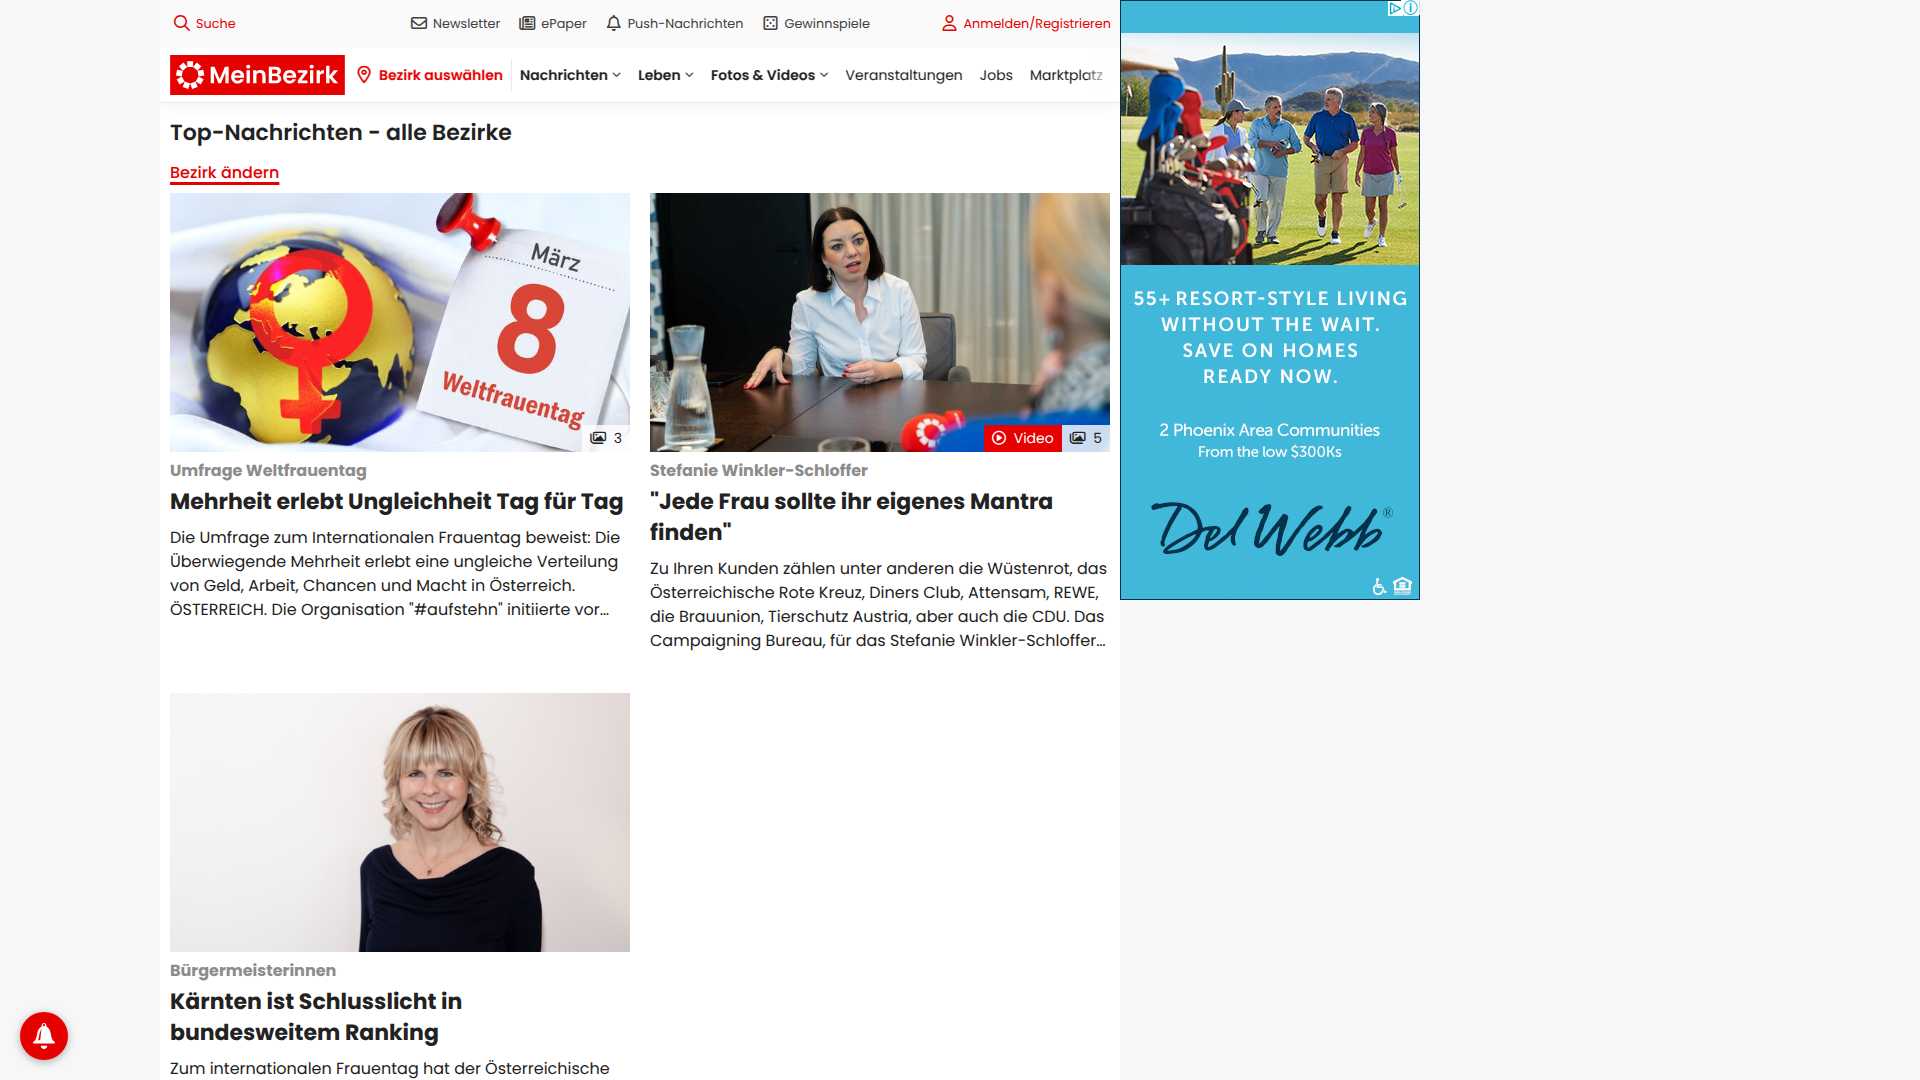 Suche
Newsletter
ePaper
Push-Nachrichten
Gewinnspiele
Anmelden/Registrieren
MeinBezirk
Bezirk auswählen
Nachrichten
Leben
Fotos & Videos
Veranstaltungen
Jobs
Marktplatz
Top-Nachrichten - alle Bezirke
Bezirk ändern
März
8
Weltfrauentag
3
Umfrage Weltfrauentag
Mehrheit erlebt Ungleichheit Tag für Tag
Die Umfrage zum Internationalen Frauentag beweist: Die
Überwiegende Mehrheit erlebt eine ungleiche Verteilung
von Geld, Arbeit, Chancen und Macht in Österreich.
ÖSTERREICH. Die Organisation "#aufstehn" initiierte vor...
Video
5
Stefanie Winkler-Schloffer
"Jede Frau sollte ihr eigenes Mantra
finden"
Zu Ihren Kunden zählen unter anderen die Wüstenrot, das
Österreichische Rote Kreuz, Diners Club, Attensam, REWE,
die Brauunion, Tierschutz Austria, aber auch die CDU. Das
Campaigning Bureau, für das Stefanie Winkler-Schloffer...
Bürgermeisterinnen
Kärnten ist Schlusslicht in
bundesweitem Ranking
Zum internationalen Frauentag hat der Österreichische
55+ RESORT-STYLE LIVING
WITHOUT THE WAIT.
SAVE ON HOMES
READY NOW.
2 Phoenix Area Communities
From the low $300Ks
Del Webb®